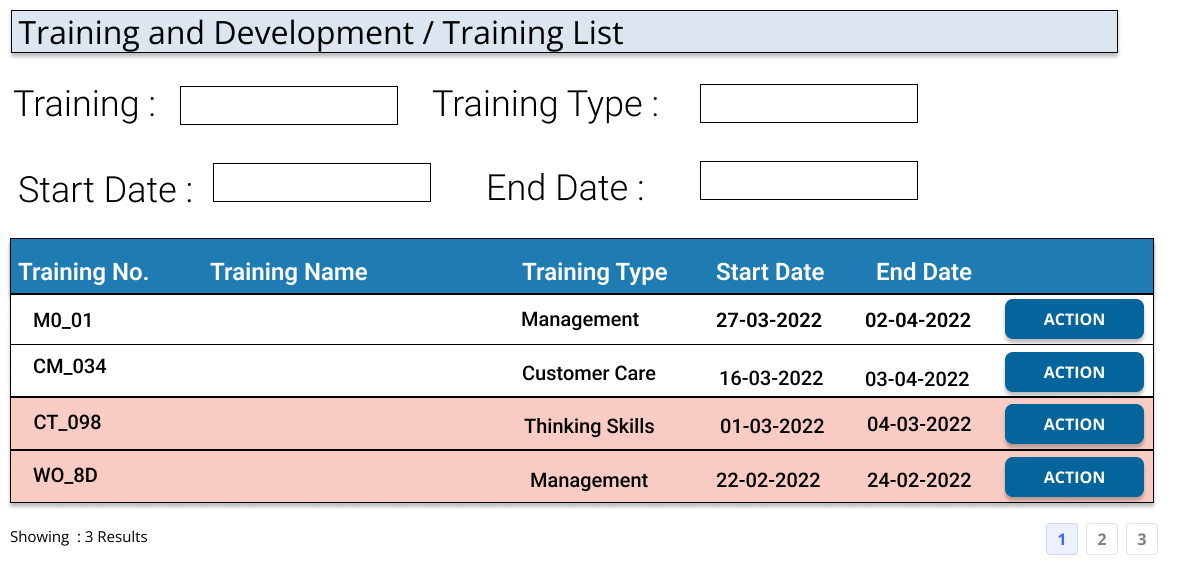 Training and Development / Training List
Training :
Training Type :
Start Date :
End Date :
Training No. Training Name Training Type Start Date End Date
M0_01 Management 27-03-2022 02-04-2022 ACTION
CM_034 Customer Care 16-03-2022 03-04-2022 ACTION
CT_098 Thinking Skills 01-03-2022 04-03-2022 ACTION
WO_8D Management 22-02-2022 24-02-2022 ACTION
Showing : 3 Results
1 2 3